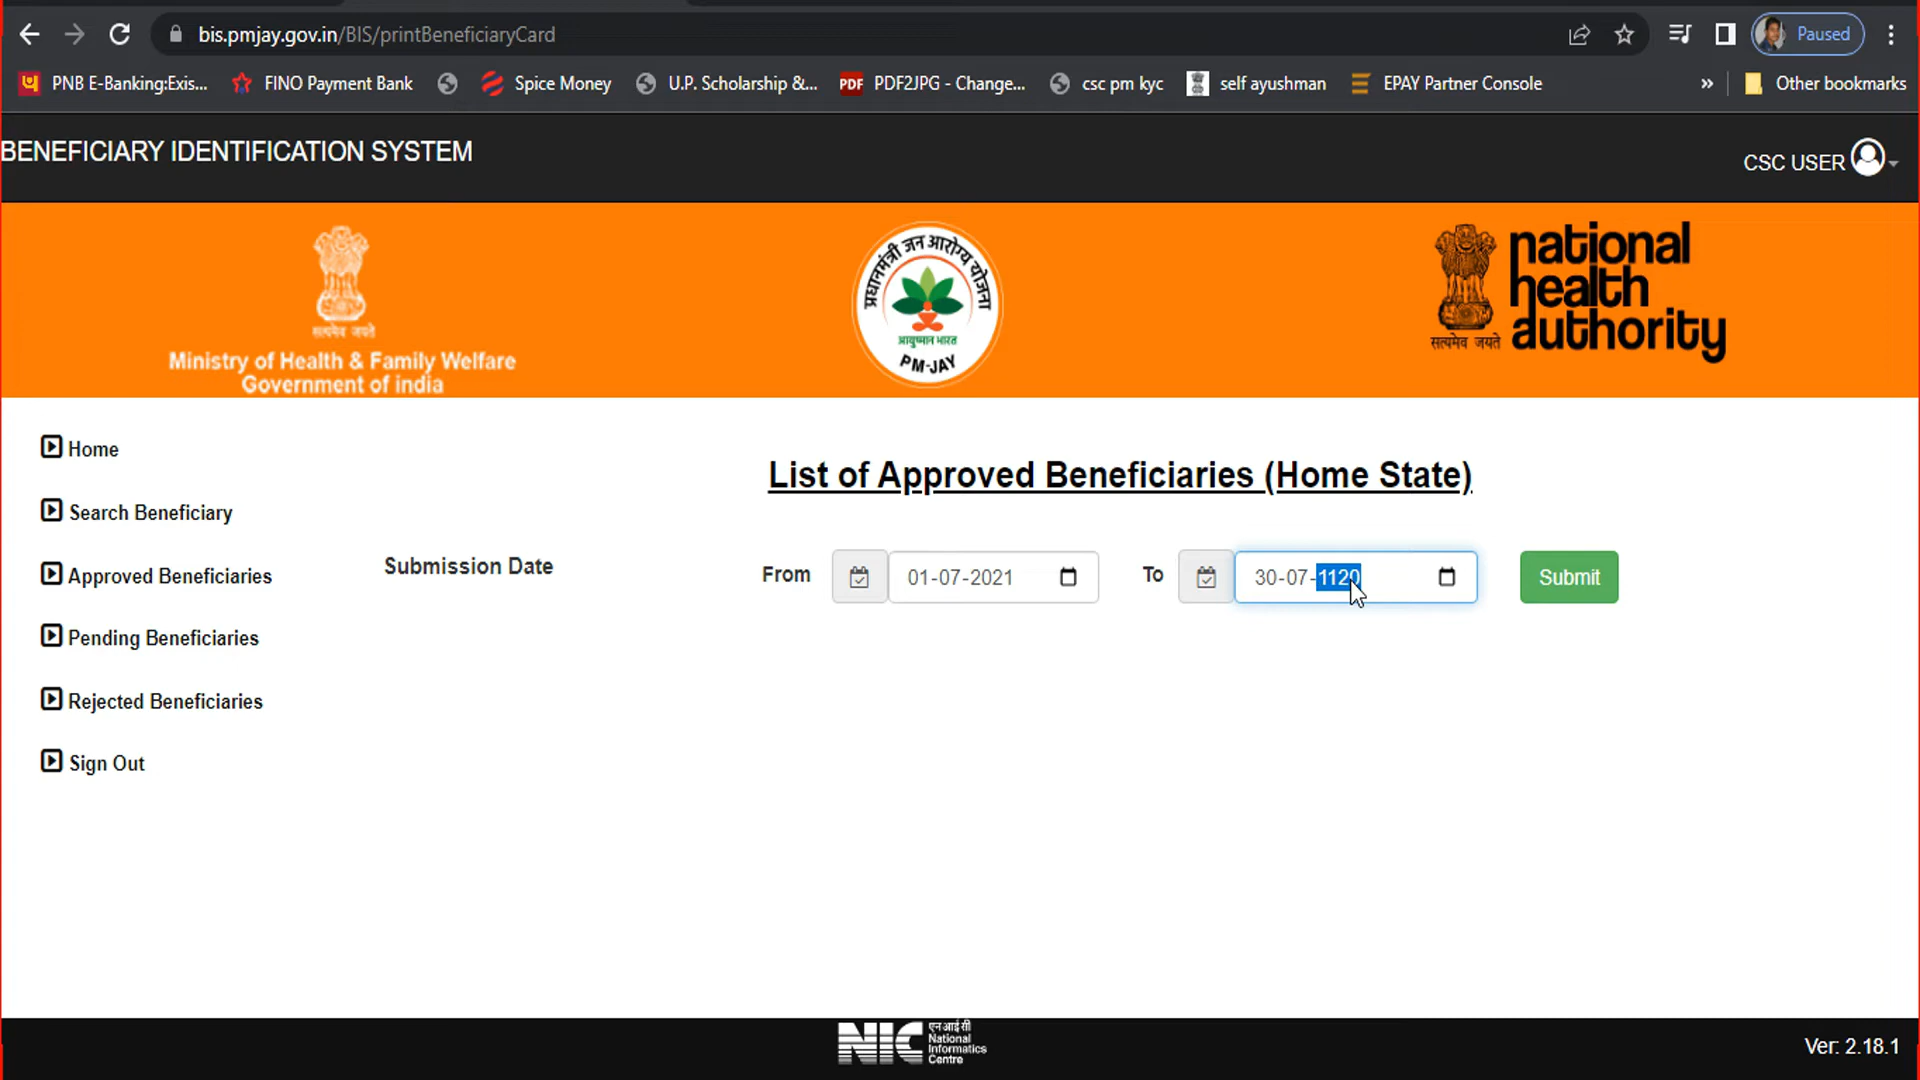 bis.pmjay.gov.in/BIS/printBeneficiaryCard
Paused
PNB E-Banking:Exis...
FINO Payment Bank
Spice Money
U.P. Scholarship &...
PDF
PDF2JPG - Change...
csc pm kyc
self ayushman
EPAY Partner Console
»
Other bookmarks
BENEFICIARY IDENTIFICATION SYSTEM
CSC USER
सत्यमेव जयते
Ministry of Health & Family Welfare
Government of india
प्रधानमंत्री जन आरोग्य योजना
आयुष्मान भारत
PM-JAY
सत्यमेव जयते
national
health
authority
Home
Search Beneficiary
Approved Beneficiaries
Pending Beneficiaries
Rejected Beneficiaries
Sign Out
List of Approved Beneficiaries (Home State)
Submission Date
From
01-07-2021
To
30-07-1120
Submit
NIC
एन आई सी
National
Informatics
Centre
Ver: 2.18.1